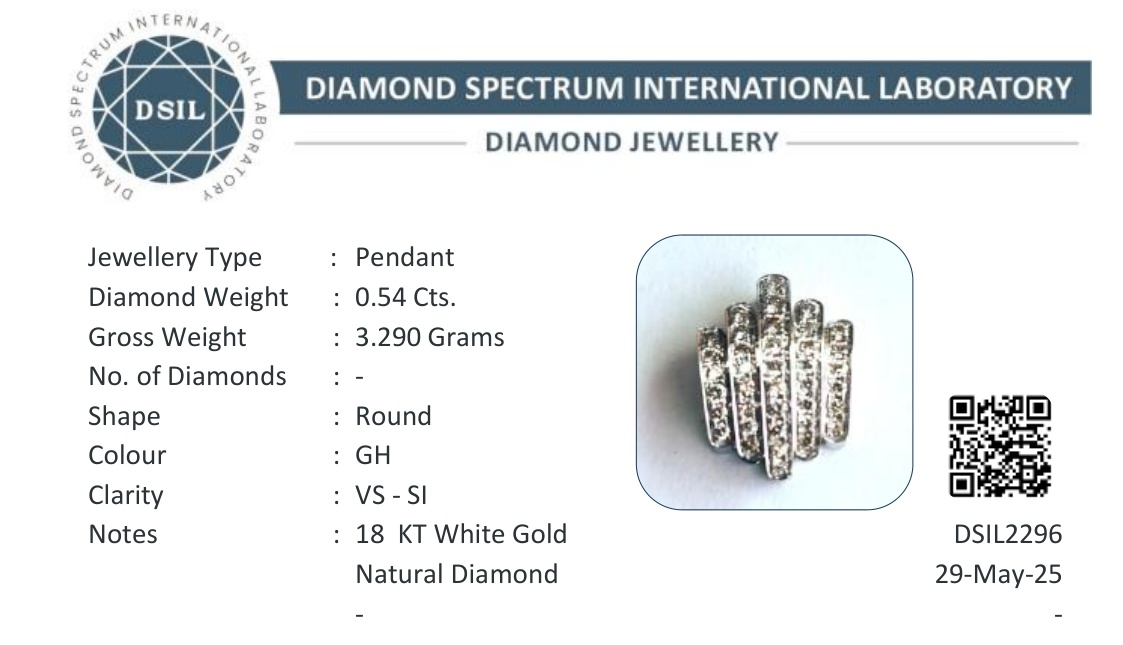 DIAMOND SPECTRUM INTERNATIONAL LABORATORY
DSIL
DIAMOND SPECTRUM INTERNATIONAL LABORATORY
DIAMOND JEWELLERY
Jewellery Type : Pendant
Diamond Weight : 0.54 Cts.
Gross Weight : 3.290 Grams
No. of Diamonds : -
Shape : Round
Colour : GH
Clarity : VS - SI
Notes : 18 KT White Gold
DSIL2296
Natural Diamond
29-May-25
-
-